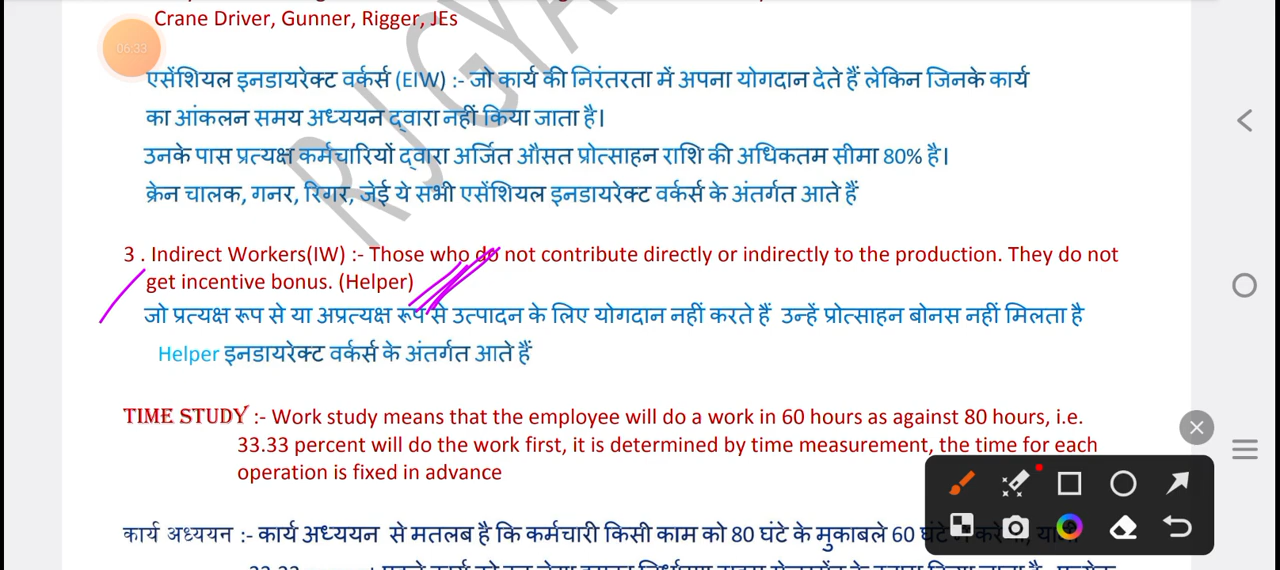 Crane Driver, Gunner, Rigger, JEs
06:33
एसेंशियल इनडायरेक्ट वर्कर्स (EIW) :- जो कार्य की निरंतरता में अपना योगदान देते हैं लेकिन जिनके कार्य
का आंकलन समय अध्ययन द्वारा नहीं किया जाता है।
उनके पास प्रत्यक्ष कर्मचारियों द्वारा अर्जित औसत प्रोत्साहन राशि की अधिकतम सीमा 80% है।
क्रेन चालक, गनर, रिगर, जेई ये सभी एसेंशियल इनडायरेक्ट वर्कर्स के अंतर्गत आते हैं
3 . Indirect Workers(IW) :- Those who do not contribute directly or indirectly to the production. They do not
get incentive bonus. (Helper)
जो प्रत्यक्ष रूप से या अप्रत्यक्ष रूप से उत्पादन के लिए योगदान नहीं करते हैं उन्हें प्रोत्साहन बोनस नहीं मिलता है
Helper इनडायरेक्ट वर्कर्स के अंतर्गत आते हैं
TIME STUDY :- Work study means that the employee will do a work in 60 hours as against 80 hours, i.e.
33.33 percent will do the work first, it is determined by time measurement, the time for each
operation is fixed in advance
कार्य अध्ययन :- कार्य अध्ययन से मतलब है कि कर्मचारी किसी काम को 80 घंटे के मुकाबले 60
R J GYA